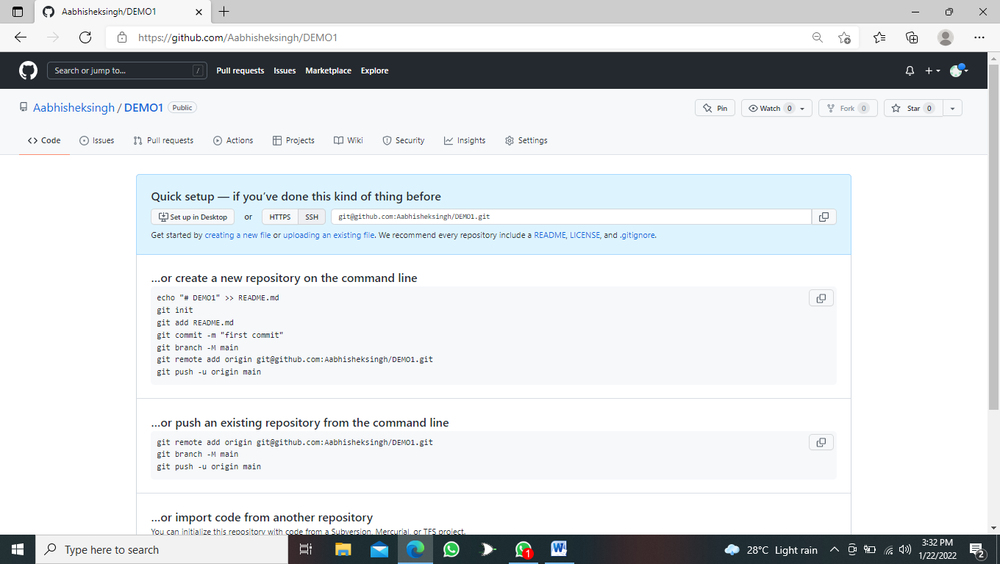 Aabhisheksingh/DEMO1
https://github.com/Aabhisheksingh/DEMO1
Search or jump to... / Pull requests Issues Marketplace Explore
Aabhisheksingh / DEMO1 Public Pin Watch 0 Fork 0 Star 0
Code Issues Pull requests Actions Projects Wiki Security Insights Settings
Quick setup — if you’ve done this kind of thing before
Set up in Desktop or HTTPS SSH git@github.com:Aabhisheksingh/DEMO1.git
Get started by creating a new file or uploading an existing file. We recommend every repository include a README, LICENSE, and .gitignore.
…or create a new repository on the command line
echo "# DEMO1" >> README.md
git init
git add README.md
git commit -m "first commit"
git branch -M main
git remote add origin git@github.com:Aabhisheksingh/DEMO1.git
git push -u origin main
…or push an existing repository from the command line
git remote add origin git@github.com:Aabhisheksingh/DEMO1.git
git branch -M main
git push -u origin main
…or import code from another repository
You can initialize this repository with code from a Subversion, Mercurial, or TFS project.
Type here to search 1 W 28°C Light rain 3:32 PM
1/22/2022 2